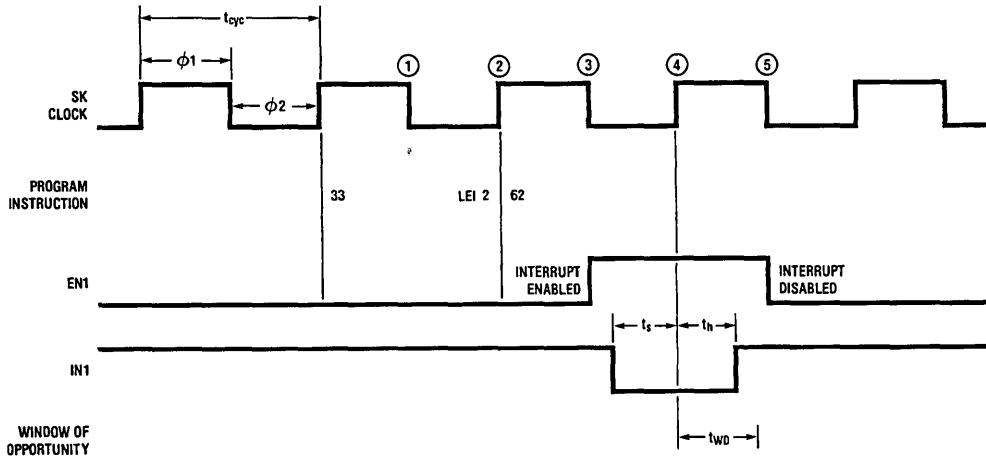 tcyc
ϕ1
ϕ2
① ② ③ ④ ⑤
SK
CLOCK
PROGRAM
INSTRUCTION
33 LEI 2 62
EN1
INTERRUPT
ENABLED
INTERRUPT
DISABLED
ts th
IN1
WINDOW OF
OPPORTUNITY
tWD